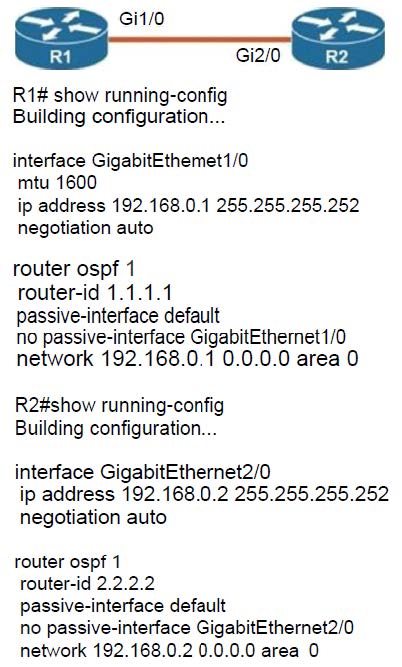 Gi1/0
R1
Gi2/0
R2
R1# show running-config
Building configuration...
interface GigabitEthemet1/0
mtu 1600
ip address 192.168.0.1 255.255.255.252
negotiation auto
router ospf 1
router-id 1.1.1.1
passive-interface default
no passive-interface GigabitEthernet1/0
network 192.168.0.1 0.0.0.0 area 0
R2#show running-config
Building configuration...
interface GigabitEthernet2/0
ip address 192.168.0.2 255.255.255.252
negotiation auto
router ospf 1
router-id 2.2.2.2
passive-interface default
no passive-interface GigabitEthernet2/0
network 192.168.0.2 0.0.0.0 area 0